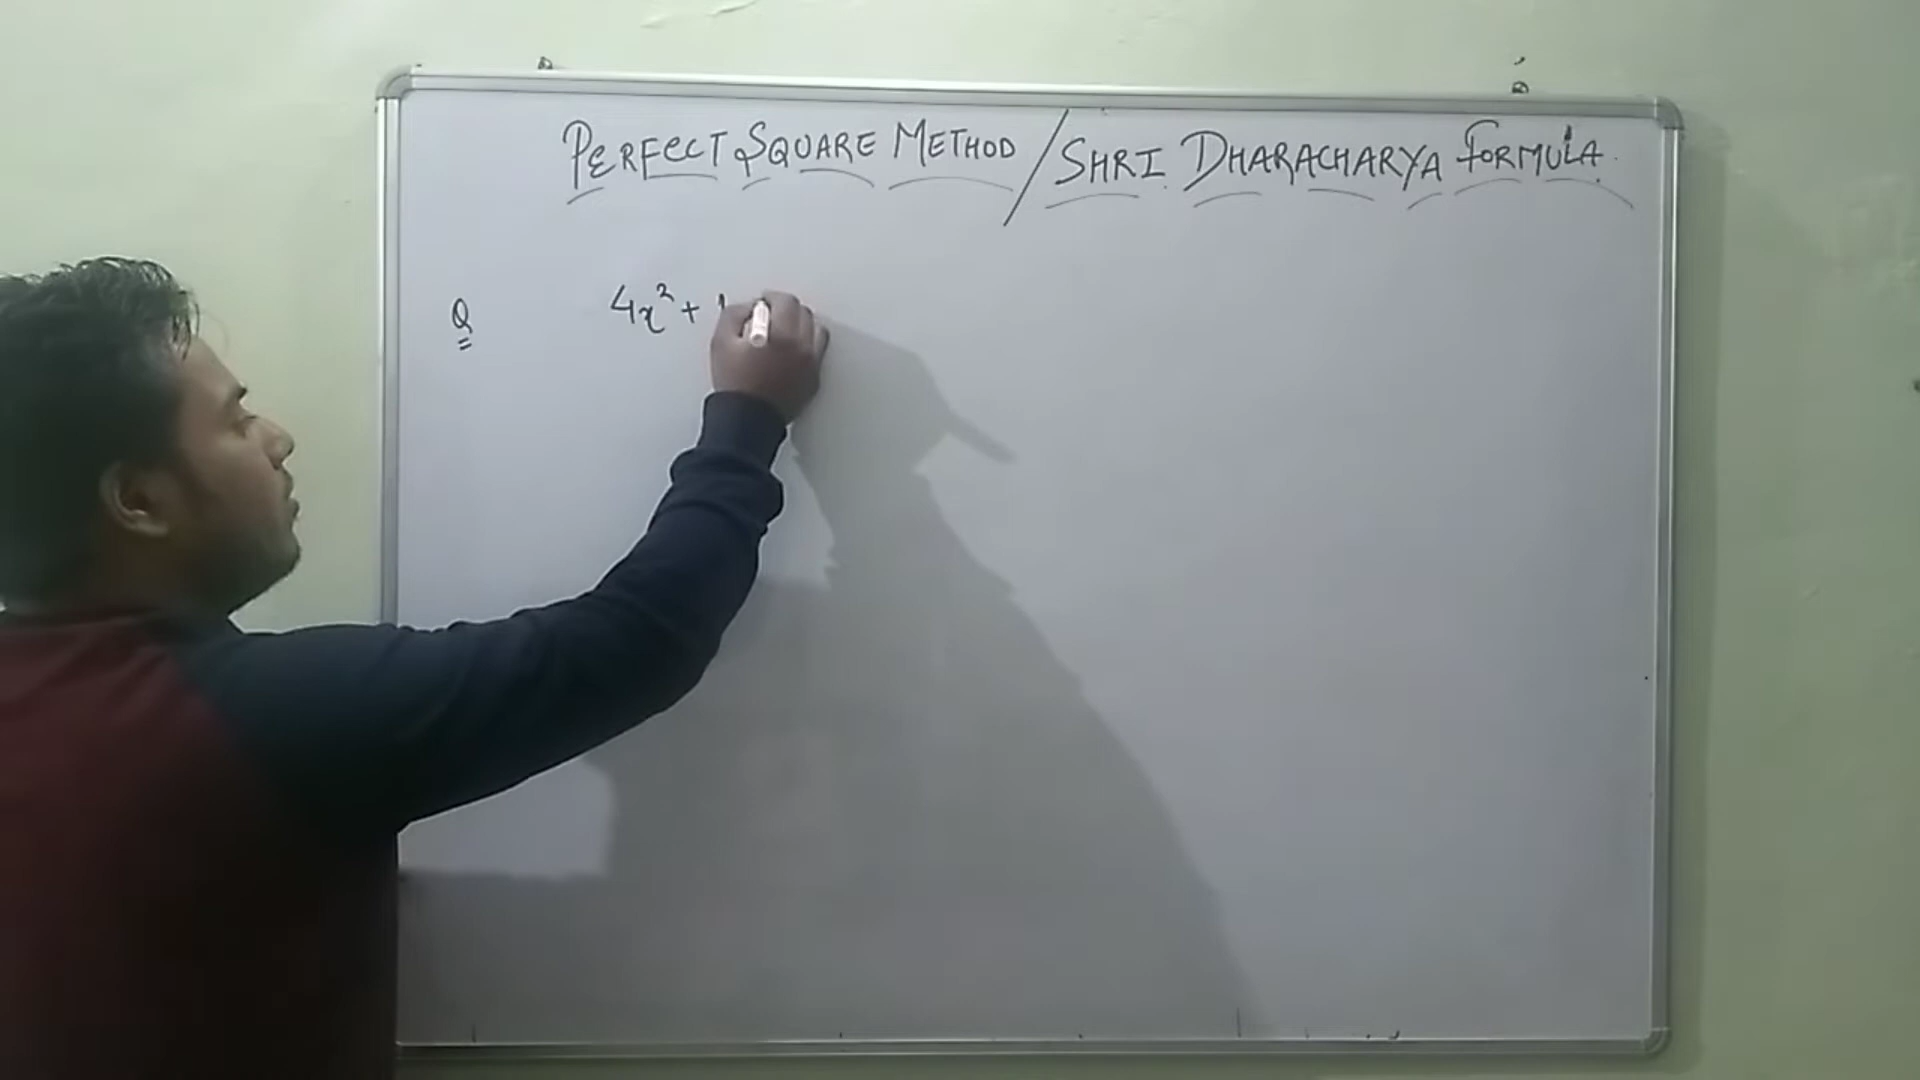 PERFECT SQUARE METHOD / SHRI DHARACHARYA FORMULA.
Q 4x² +